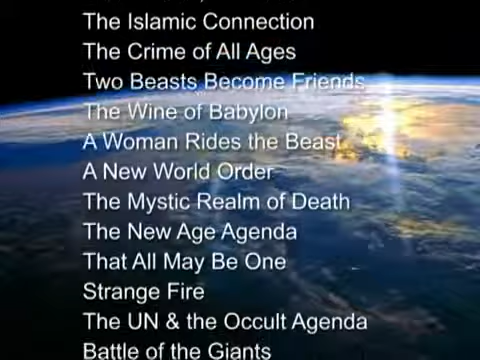 The Islamic Connection
The Crime of All Ages
Two Beasts Become Friends
The Wine of Babylon
A Woman Rides the Beast
A New World Order
The Mystic Realm of Death
The New Age Agenda
That All May Be One
Strange Fire
The UN & the Occult Agenda
Battle of the Giants